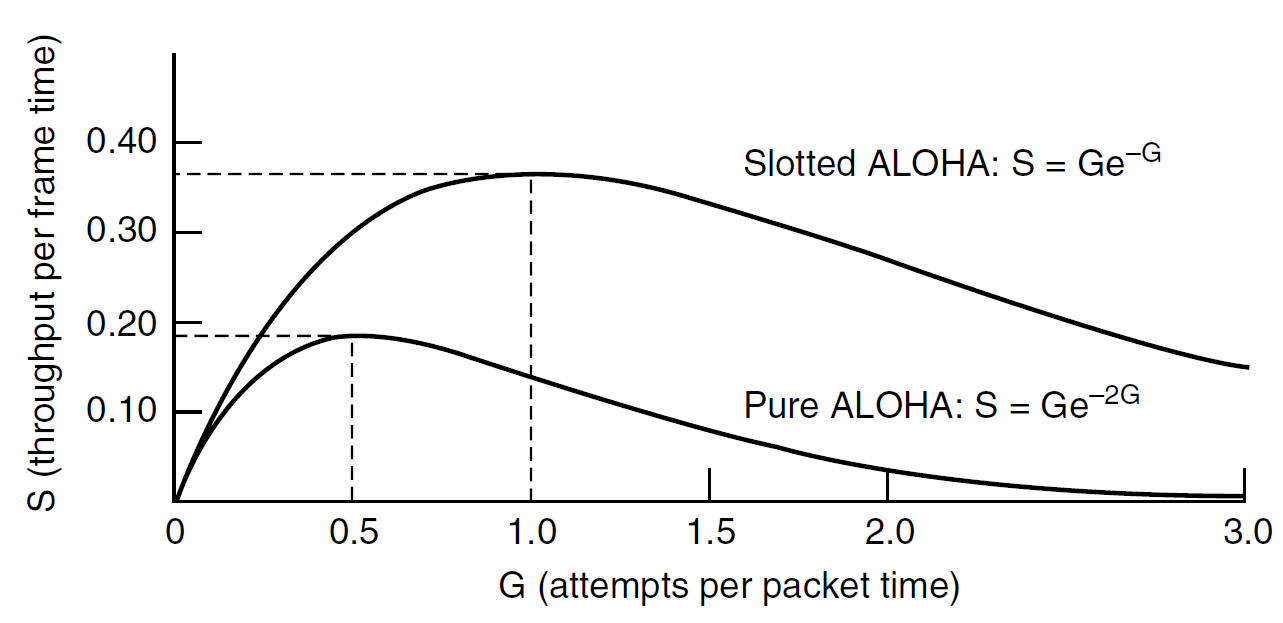 S (throughput per frame time)
0.40
0.30
0.20
0.10
Slotted ALOHA: S = Ge–G
Pure ALOHA: S = Ge–2G
0 0.5 1.0 1.5 2.0 3.0
G (attempts per packet time)